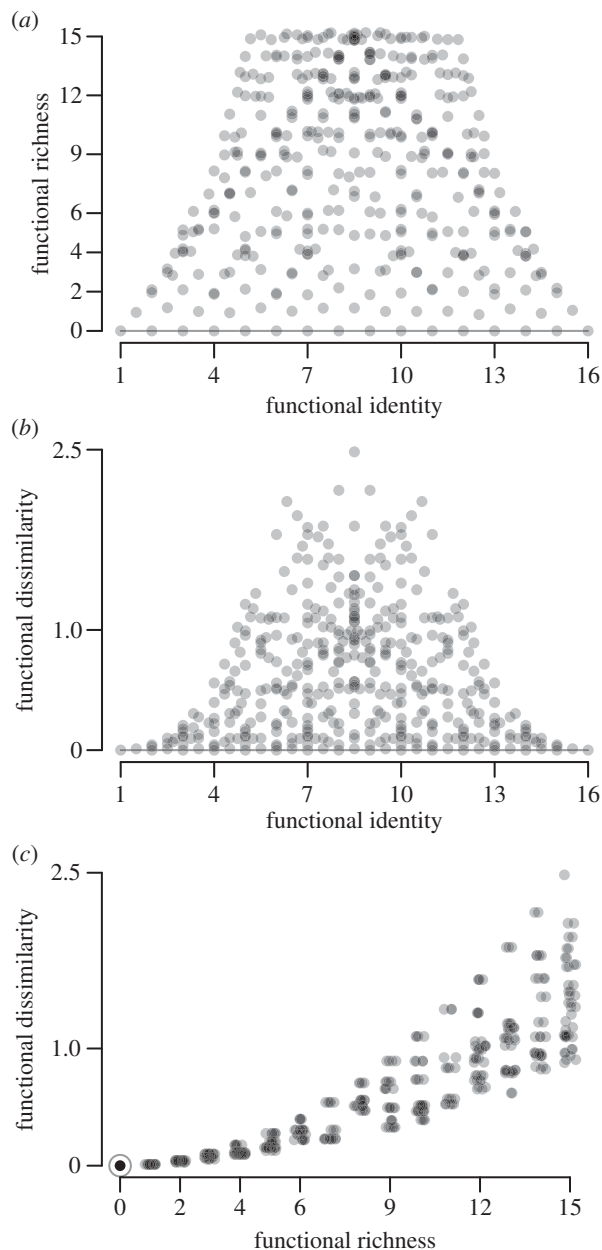 (a)
15
12
9
6
4
2
0
functional richness
1 4 7 10 13 16
functional identity
(b)
2.5
1.0
0
functional dissimilarity
1 4 7 10 13 16
functional identity
(c)
2.5
1.0
0
functional dissimilarity
0 2 4 6 9 12 15
functional richness